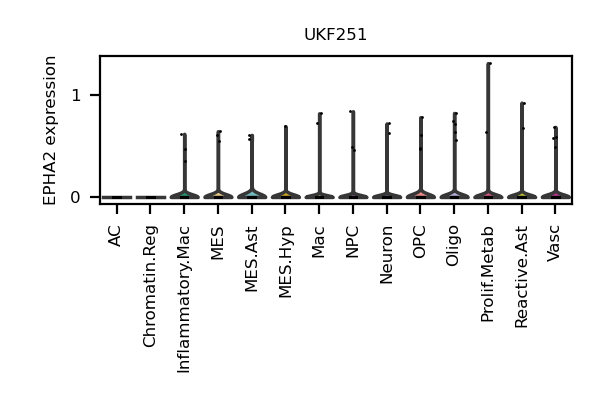 UKF251
EPHA2 expression
1
0
AC
Chromatin.Reg
Inflammatory.Mac
MES
MES.Ast
MES.Hyp
Mac
NPC
Neuron
OPC
Oligo
Prolif.Metab
Reactive.Ast
Vasc